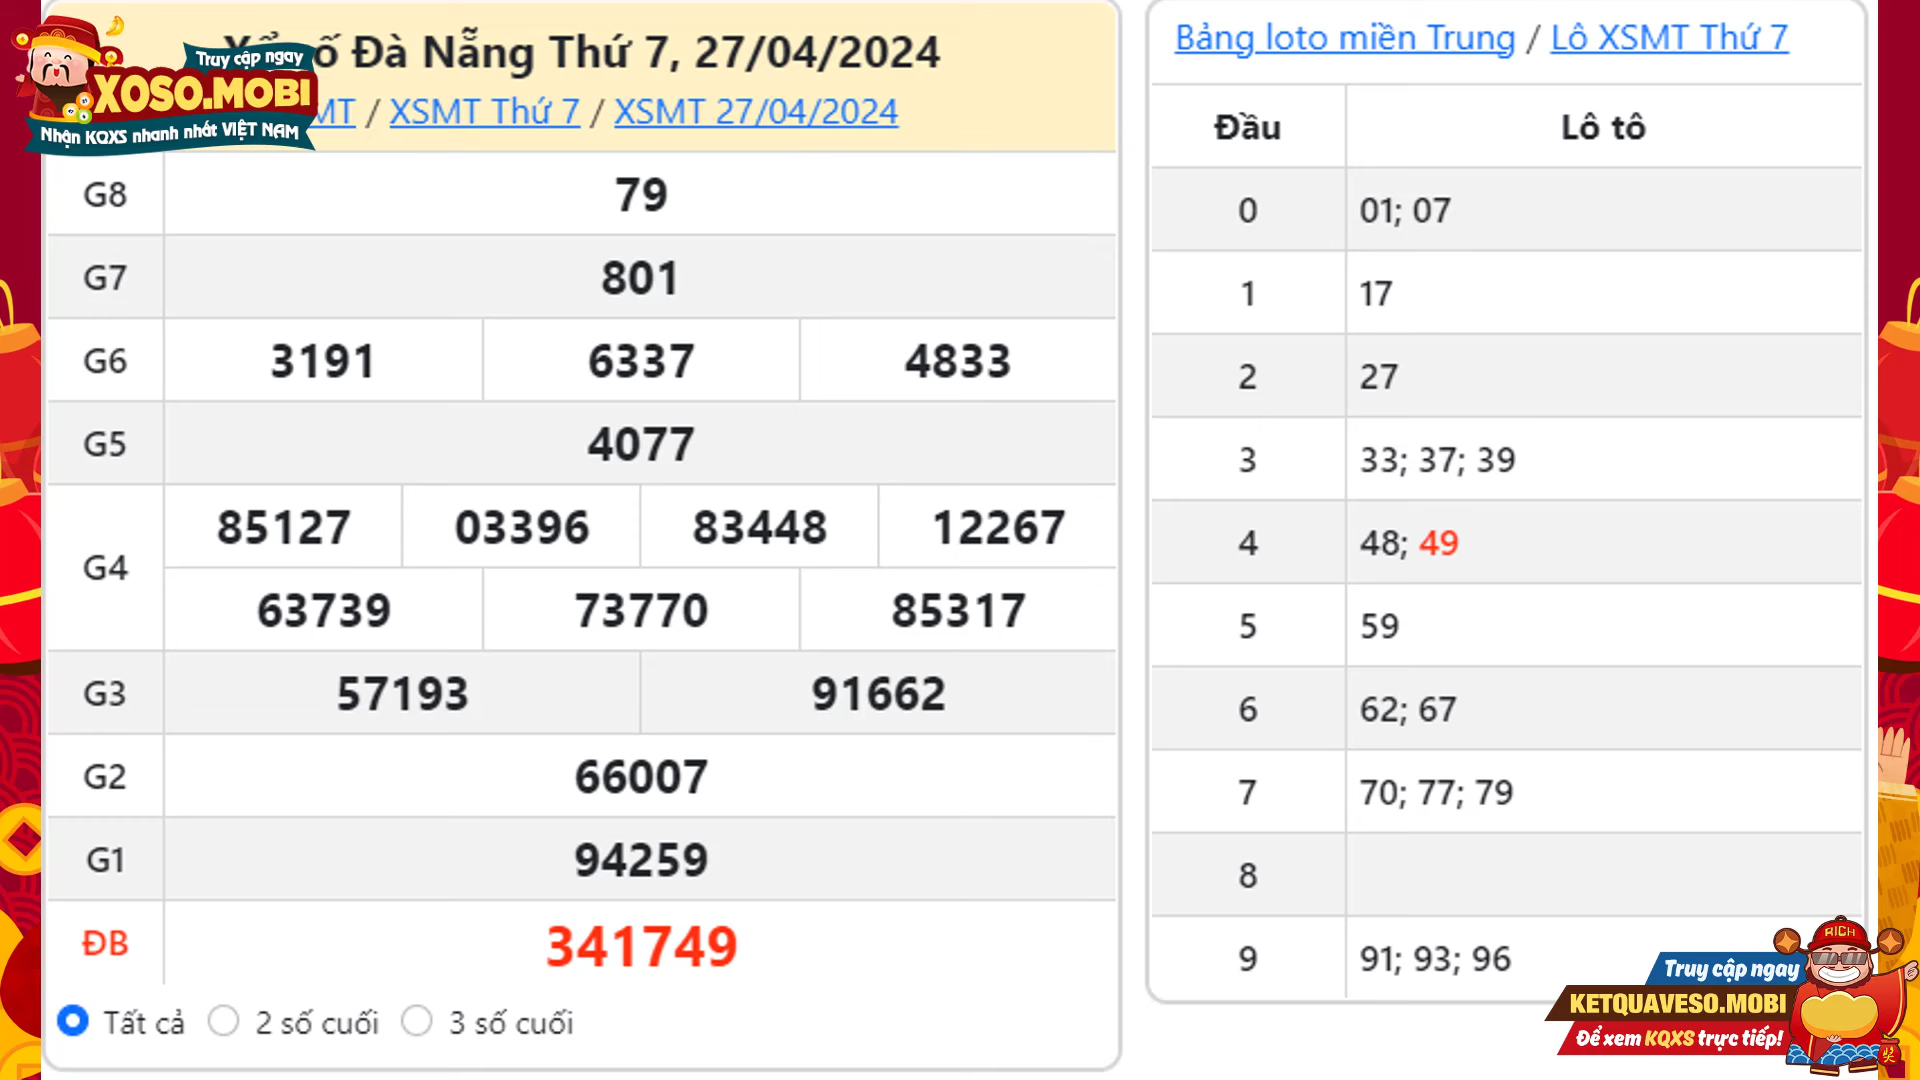 Truy cập ngay
XOSO.MOBI
Nhận KQXS nhanh nhất VIỆT NAM
Đà Nẵng Thứ 7, 27/04/2024
/ XSMT Thứ 7 / XSMT 27/04/2024
G8 79
G7 801
G6 3191 6337 4833
G5 4077
G4 85127 03396 83448 12267
63739 73770 85317
G3 57193 91662
G2 66007
G1 94259
ĐB 341749
Tất cả 2 số cuối 3 số cuối
Bảng loto miền Trung / Lô XSMT Thứ 7
Đầu Lô tô
0 01; 07
1 17
2 27
3 33; 37; 39
4 48; 49
5 59
6 62; 67
7 70; 77; 79
8
9 91; 93; 96
RICH
Truy cập ngay
KETQUAVESO.MOBI
Để xem KQXS trực tiếp!